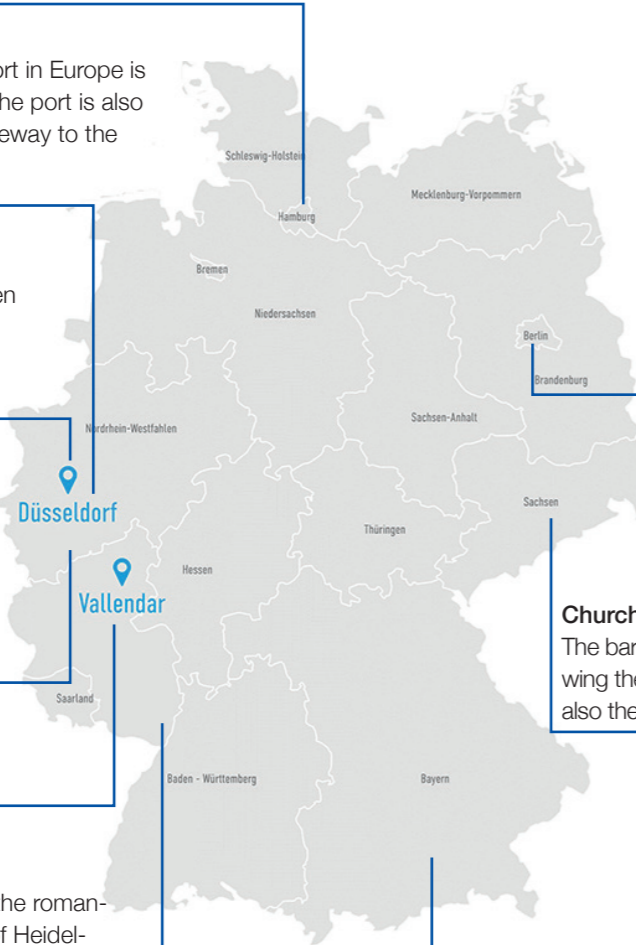 ort in Europe is
he port is also
eway to the
Schleswig-Holstein
Mecklenburg-Vorpommern
Hamburg
Bremen
en
Niedersachsen
Berlin
Brandenburg
Nordrhein-Westfahlen
Sachsen-Anhalt
Düsseldorf
Sachsen
Thüringen
Hessen
Vallendar
Church
The bar
wing the
also the
Saarland
Baden - Württemberg
Bayern
the roman-
f Heidel-